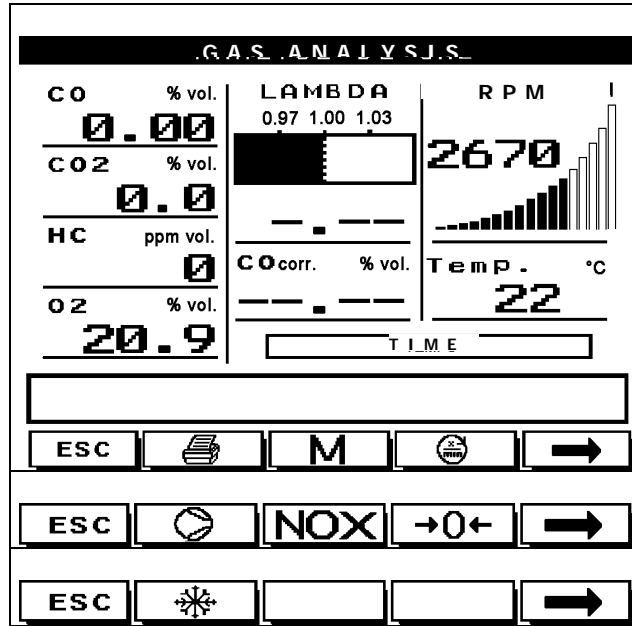 GAS ANALYSIS
CO % vol.
0.00
CO2 % vol.
0.0
HC ppm vol.
0
O2 % vol.
20.9
LAMBDA
0.97 1.00 1.03
--.--
COcorr. % vol.
--.--
RPM
2670
Temp. °C
22
TIME
ESC M x min
ESC NOX →0←
ESC